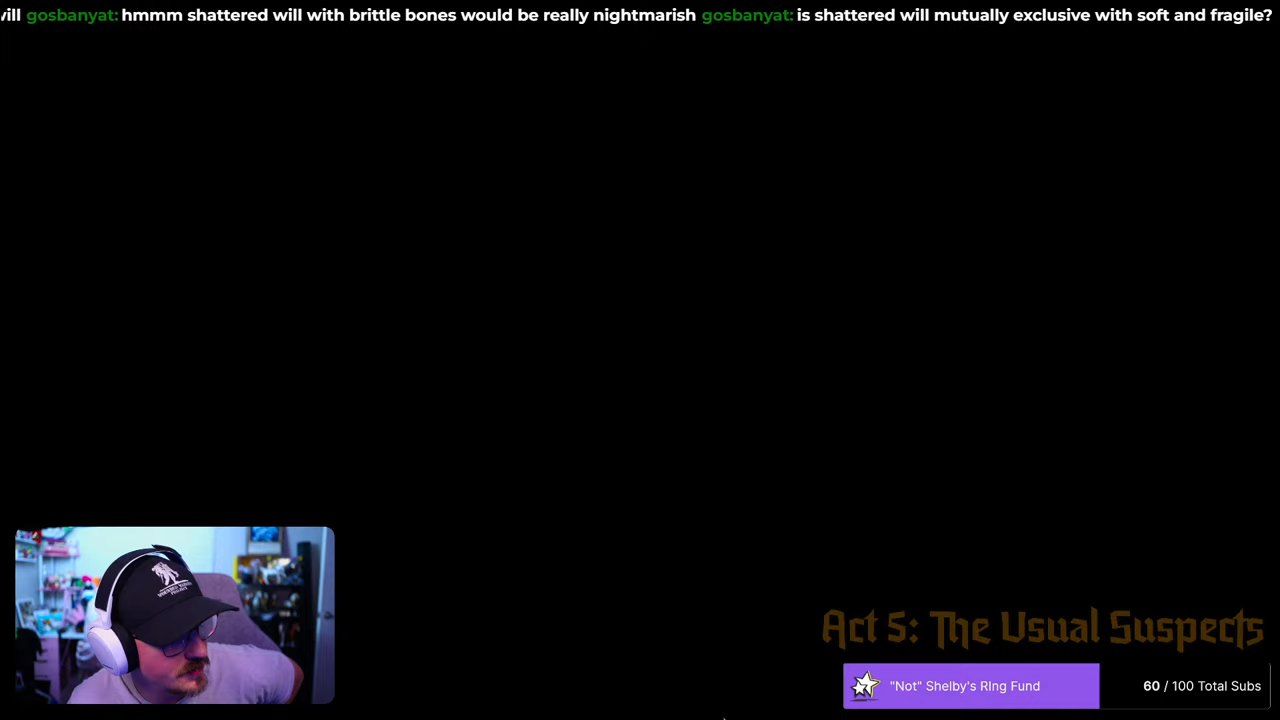 gosbanyat: hmmm shattered will with brittle bones would be really nightmarish gosbanyat: is shattered will mutually exclusive with soft and fragile?
Act 5: The Usual Suspects
"Not" Shelby's RIng Fund 60 / 100 Total Subs